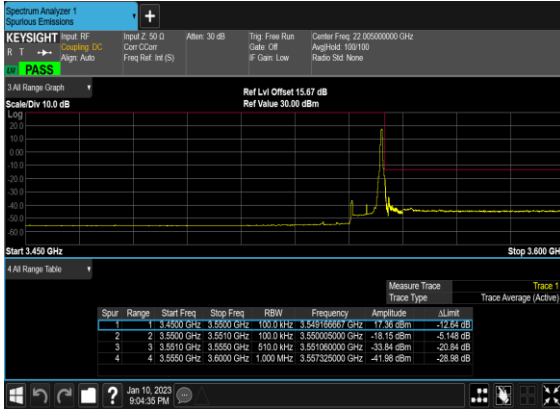 Spectrum Analyzer 1
Spurious Emissions
KEYSIGHT Input: RF Input Z: 50 Ω Atten: 30 dB Trig: Free Run Center Freq: 22.005000000 GHz
R T Coupling: DC Corr CCorr Gate: Off Avg|Hold: 100/100
Align: Auto Freq Ref: Int (S) IF Gain: Low Radio Std: None
PASS
3 All Range Graph
Ref Lvl Offset 15.67 dB
Scale/Div 10.0 dB Ref Value 30.00 dBm
Log
20.0
10.0
0.00
-10.0
-20.0
-30.0
-40.0
-50.0
-60.0
Start 3.450 GHz Stop 3.600 GH
4 All Range Table
Measure Trace Trace 1
Trace Type Trace Average (Active)
Spur Range Start Freq Stop Freq RBW Frequency Amplitude ΔLimit
1 1 3.4500 GHz 3.5500 GHz 100.0 kHz 3.549166667 GHz 17.36 dBm -12.64 dB
2 2 3.5500 GHz 3.5510 GHz 100.0 kHz 3.550005000 GHz -18.15 dBm -5.148 dB
3 3 3.5510 GHz 3.5550 GHz 510.0 kHz 3.551060000 GHz -33.84 dBm -20.84 dB
4 4 3.5550 GHz 3.6000 GHz 1.000 MHz 3.557325000 GHz -41.98 dBm -28.98 dB
Jan 10, 2023
9:04:35 PM